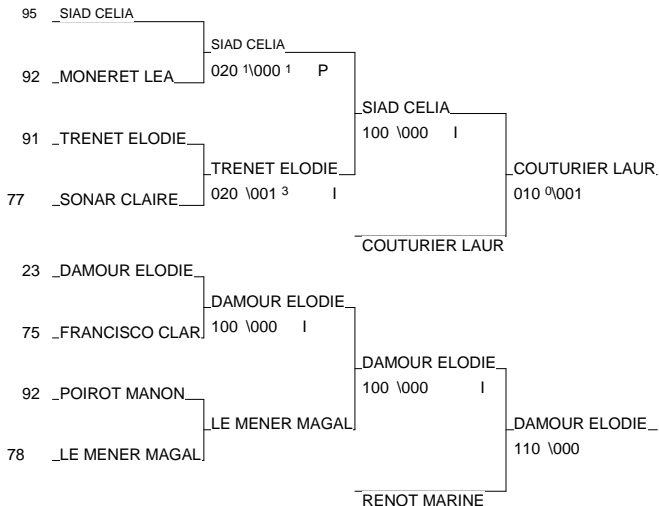 95 SIAD CELIA
SIAD CELIA
92 MONERET LEA
020 1\000 1 P
SIAD CELIA
100 \000 I
91 TRENET ELODIE
TRENET ELODIE
020 \001 3 I
COUTURIER LAUR
010 0\001
77 SONAR CLAIRE
COUTURIER LAUR
23 DAMOUR ELODIE
DAMOUR ELODIE
100 \000 I
75 FRANCISCO CLAR
DAMOUR ELODIE
100 \000 I
92 POIROT MANON
LE MENER MAGAL
DAMOUR ELODIE
110 \000
78 LE MENER MAGAL
RENOT MARINE